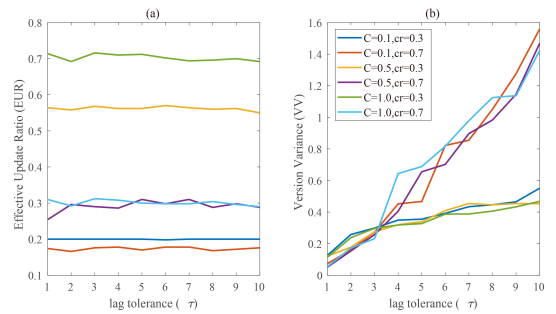 (a)
Effective Update Ratio (EUR)
0.8
0.7
0.6
0.5
0.4
0.3
0.2
0.1
1 2 3 4 5 6 7 8 9 10
lag tolerance ( τ)
(b)
Version Variance (VV)
1.6
1.4
1.2
1
0.8
0.6
0.4
0.2
0
C=0.1,cr=0.3
C=0.1,cr=0.7
C=0.5,cr=0.3
C=0.5,cr=0.7
C=1.0,cr=0.3
C=1.0,cr=0.7
1 2 3 4 5 6 7 8 9 10
lag tolerance ( τ)